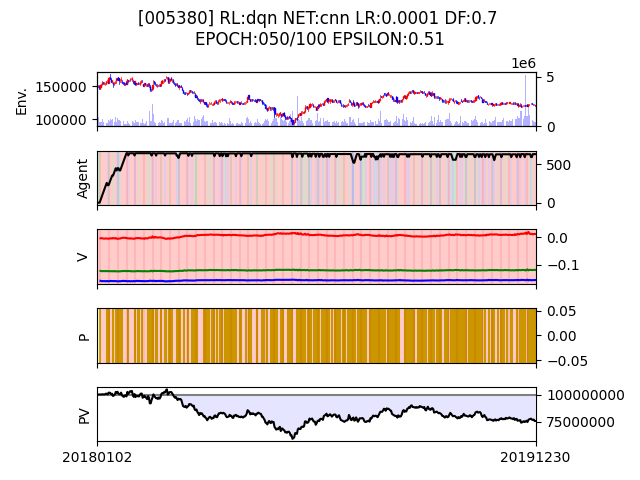 [005380] RL:dqn NET:cnn LR:0.0001 DF:0.7
EPOCH:050/100 EPSILON:0.51
1e6
Env.
150000
100000
5
0
Agent
500
0
V
0.0
−0.1
P
0.05
0.00
−0.05
PV
100000000
75000000
20180102
20191230